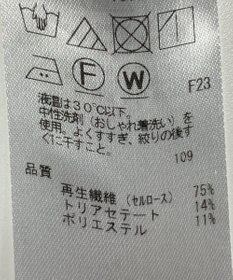 F
W
F23
液温は30℃以下。
中性洗剤（おしゃれ着洗い）を
使用。よくすすぎ、絞りの後す
ぐに干すこと。
109
品質
再生繊維（セルロース） 75%
トリアセテート 14%
ポリエステル 11%